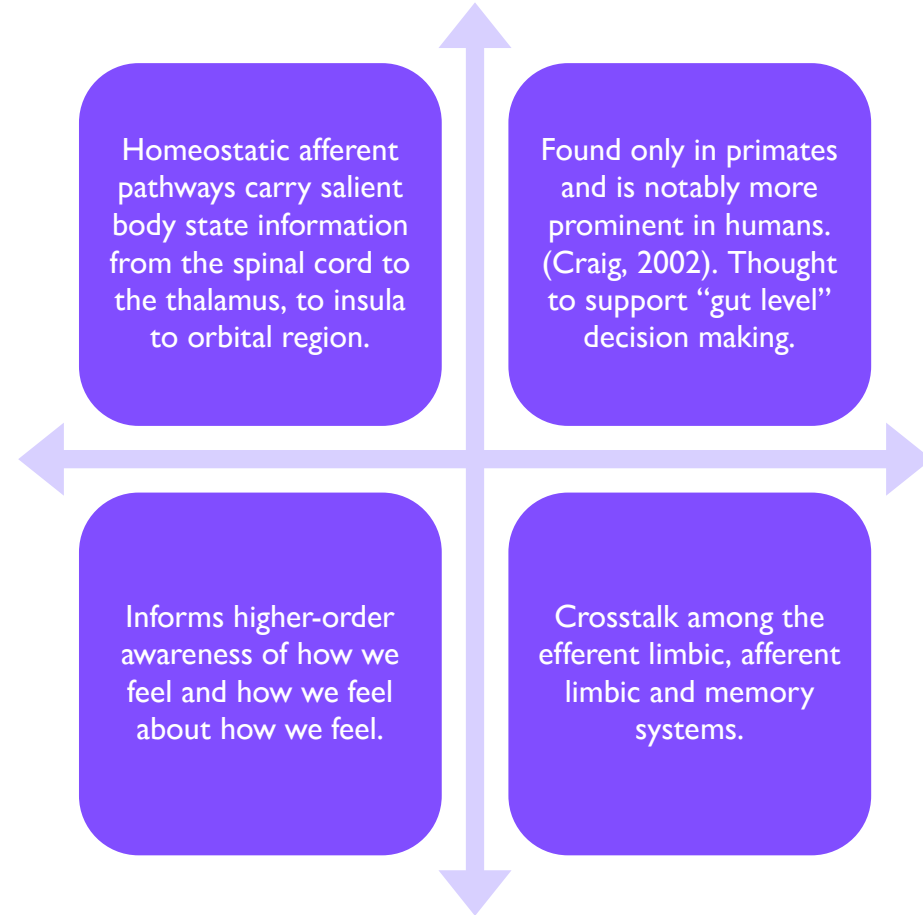 Homeostatic afferent
pathways carry salient
body state information
from the spinal cord to
the thalamus, to insula
to orbital region.
Found only in primates
and is notably more
prominent in humans.
(Craig, 2002). Thought
to support “gut level”
decision making.
Informs higher-order
awareness of how we
feel and how we feel
about how we feel.
Crosstalk among the
efferent limbic, afferent
limbic and memory
systems.